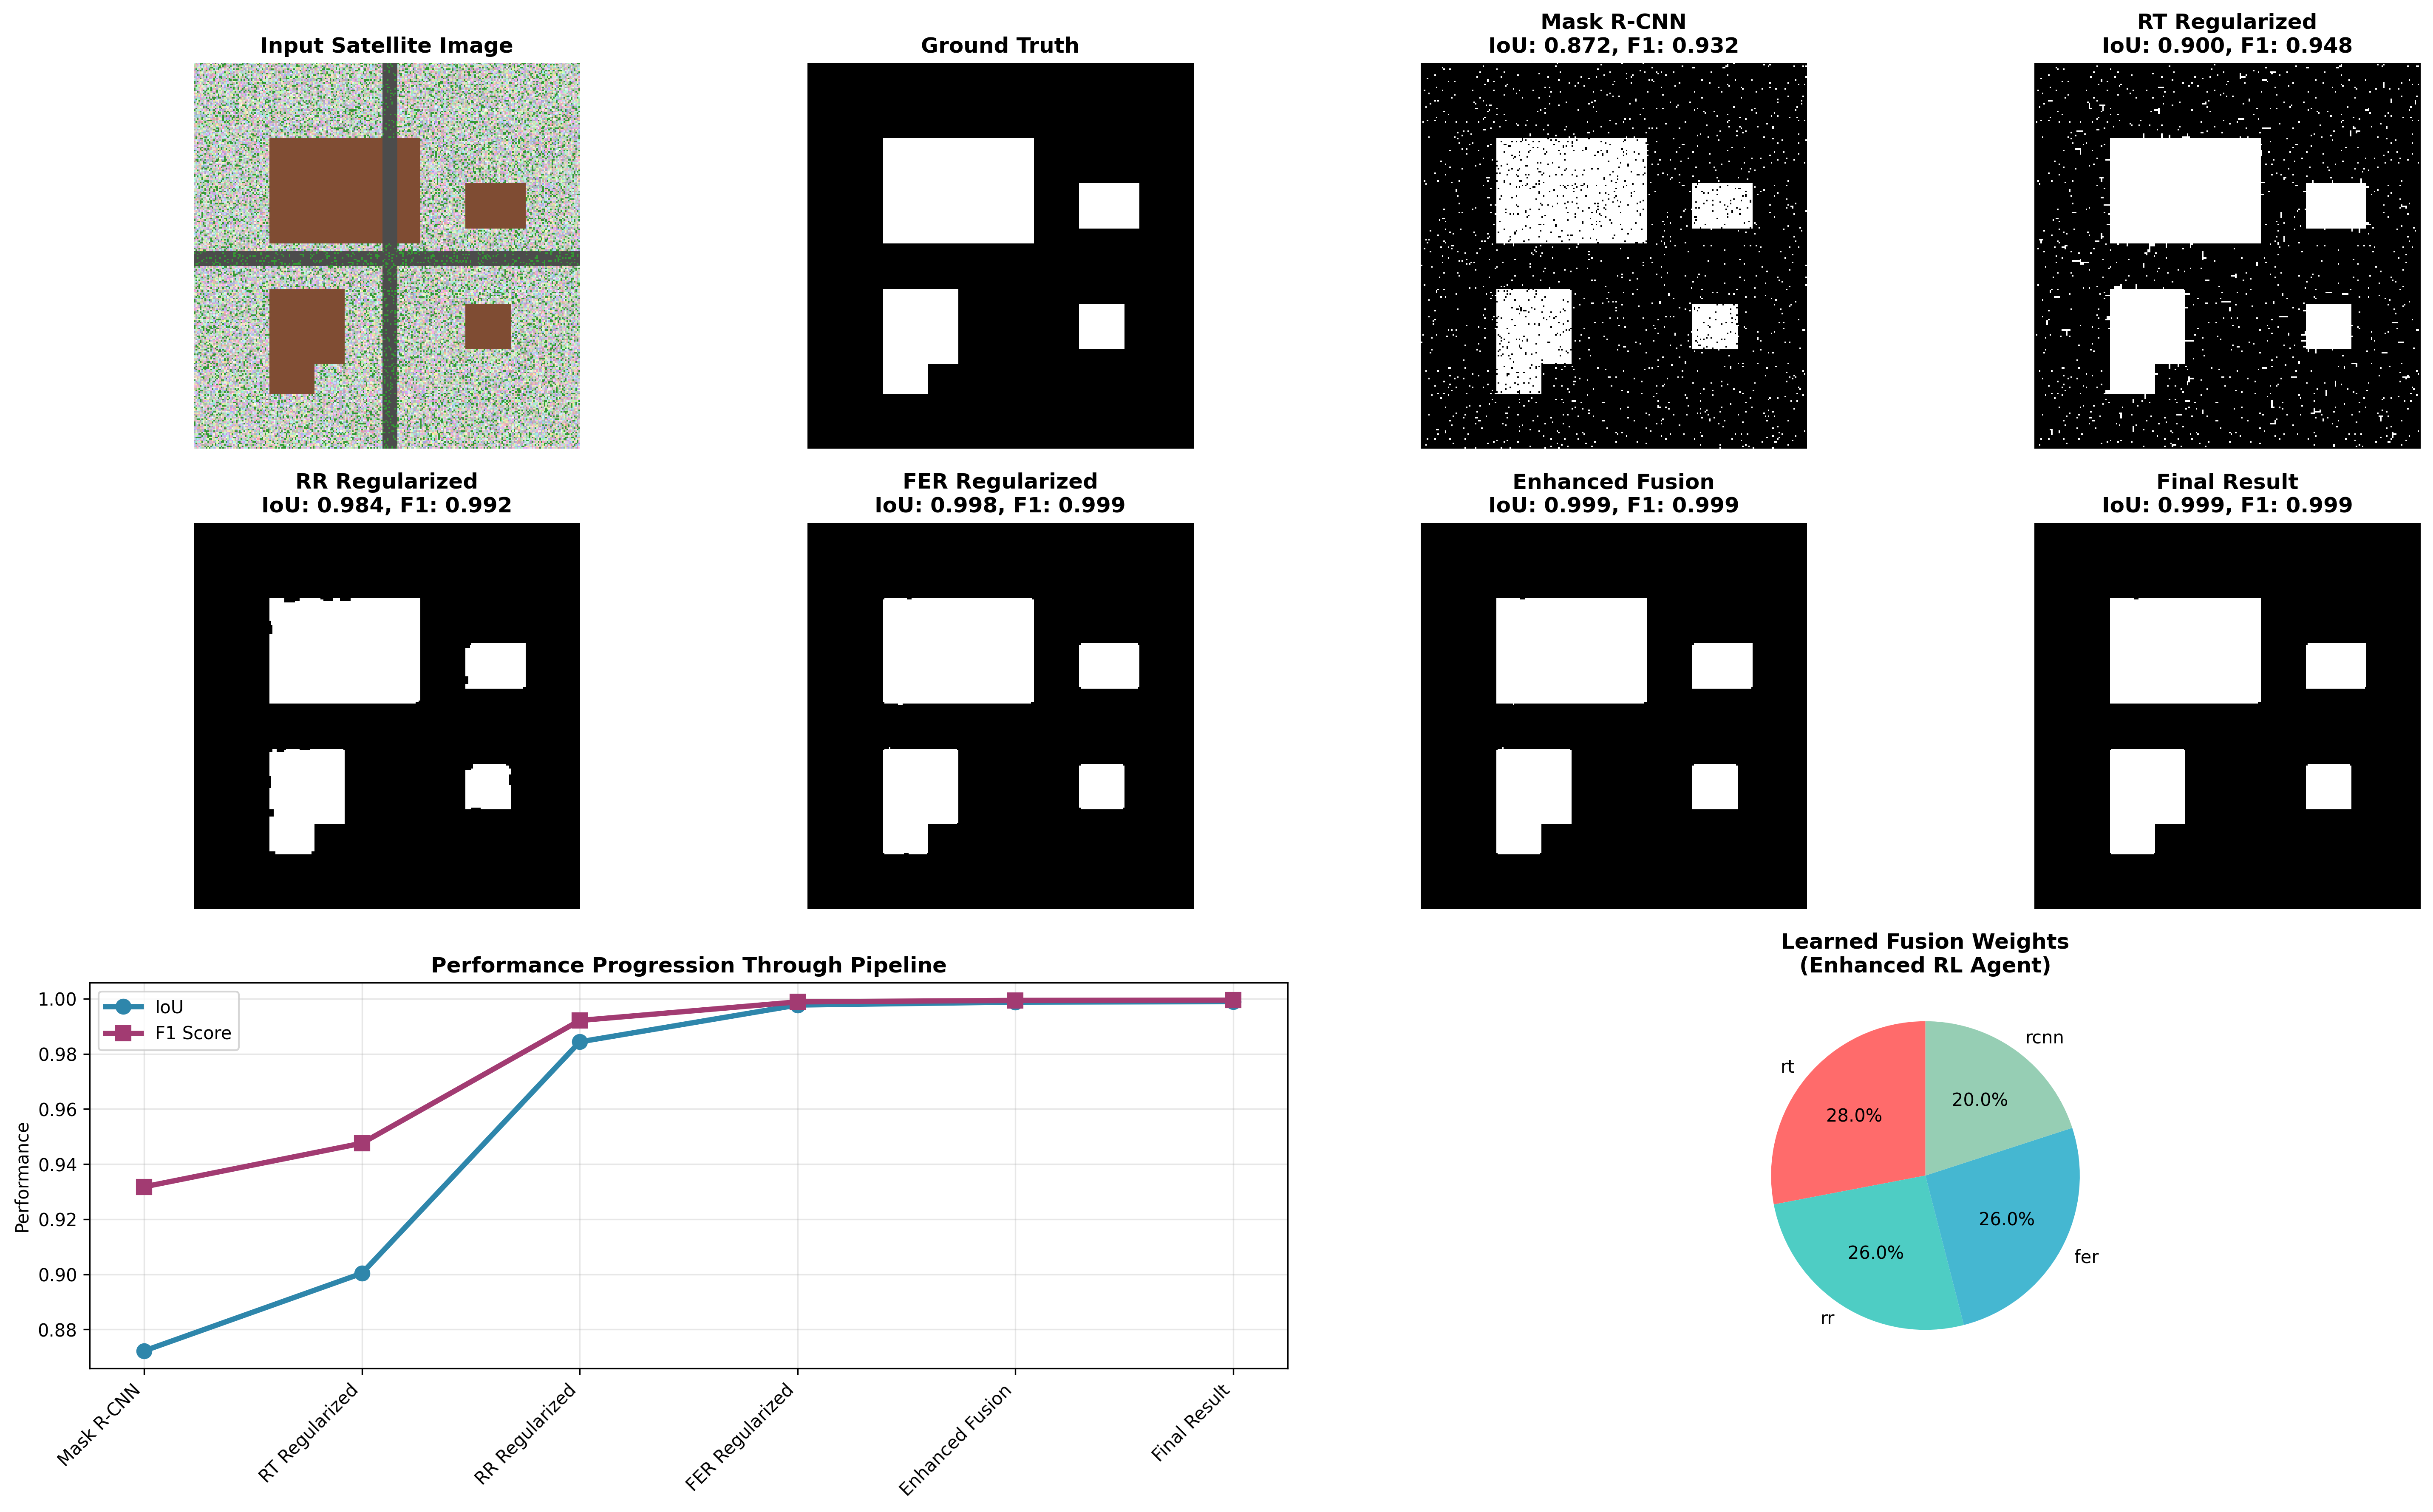 Input Satellite Image
Ground Truth
Mask R-CNN
IoU: 0.872, F1: 0.932
RT Regularized
IoU: 0.900, F1: 0.948
RR Regularized
IoU: 0.984, F1: 0.992
FER Regularized
IoU: 0.998, F1: 0.999
Enhanced Fusion
IoU: 0.999, F1: 0.999
Final Result
IoU: 0.999, F1: 0.999
Performance Progression Through Pipeline
IoU
F1 Score
Performance
1.00
0.98
0.96
0.94
0.92
0.90
0.88
Mask R-CNN
RT Regularized
RR Regularized
FER Regularized
Enhanced Fusion
Final Result
Learned Fusion Weights
(Enhanced RL Agent)
rcnn
rt
20.0%
28.0%
26.0%
26.0%
fer
rr